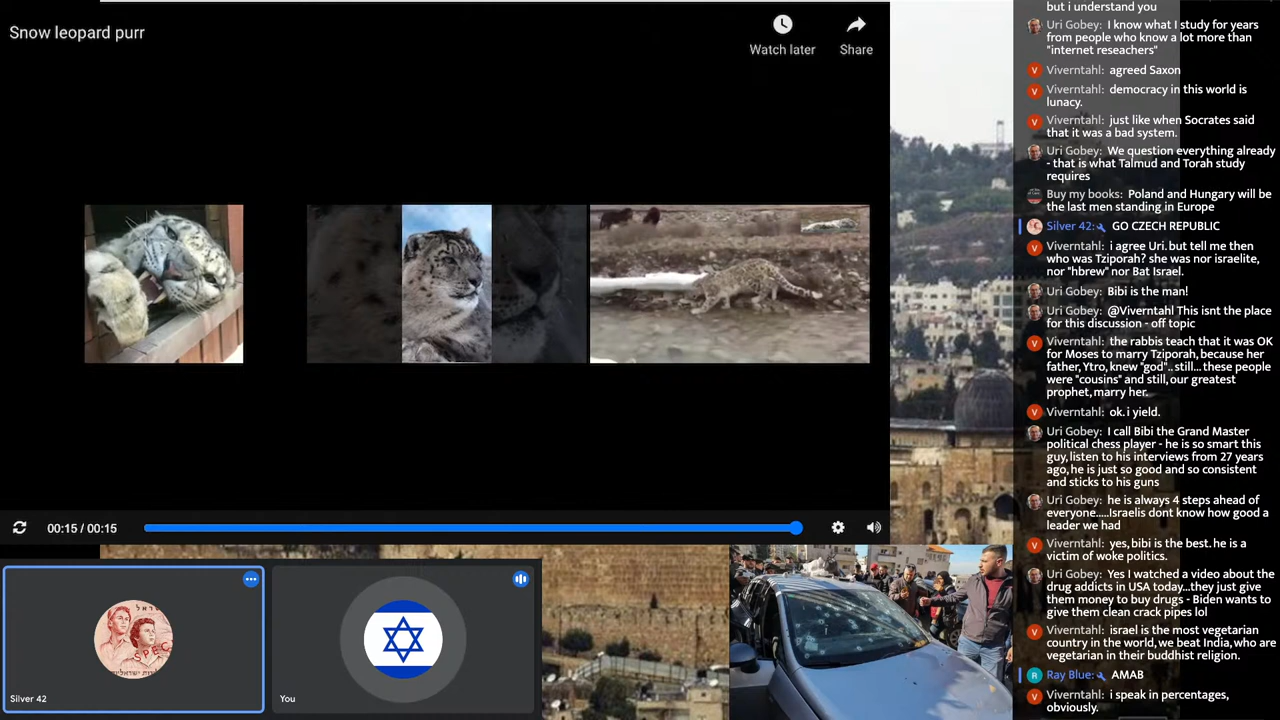 Snow leopard purr
Watch later
Share
00:15 / 00:15
Silver 42
You
SPEC
but i understand you
Uri Gobey: I know what I study for years
from people who know a lot more than
"internet reseachers"
Viverntahl: agreed Saxon
Viverntahl: democracy in this world is
lunacy.
Viverntahl: just like when Socrates said
that it was a bad system.
Uri Gobey: We question everything already
- that is what Talmud and Torah study
requires
Buy my books: Poland and Hungary will be
the last men standing in Europe
Silver 42: GO CZECH REPUBLIC
Viverntahl: i agree Uri. but tell me then
who was Tziporah? she was nor israelite,
nor "hbrew" nor Bat Israel.
Uri Gobey: Bibi is the man!
Uri Gobey: @Viverntahl This isnt the place
for this discussion - off topic
Viverntahl: the rabbis teach that it was OK
for Moses to marry Tziporah, because her
father, Ytro, knew "god".. still... these people
were "cousins" and still, our greatest
prophet, marry her.
Viverntahl: ok. i yield.
Uri Gobey: I call Bibi the Grand Master
political chess player - he is so smart this
guy, listen to his interviews from 27 years
ago, he is just so good and so consistent
and sticks to his guns
Uri Gobey: he is always 4 steps ahead of
everyone.....Israelis dont know how good a
leader we had
Viverntahl: yes, bibi is the best. he is a
victim of woke politics.
Uri Gobey: Yes I watched a video about the
drug addicts in USA today...they just give
them money to buy drugs - Biden wants to
give them clean crack pipes lol
Viverntahl: israel is the most vegetarian
country in the world, we beat India, who are
vegetarian in their buddhist religion.
Ray Blue: AMAB
Viverntahl: i speak in percentages,
obviously.